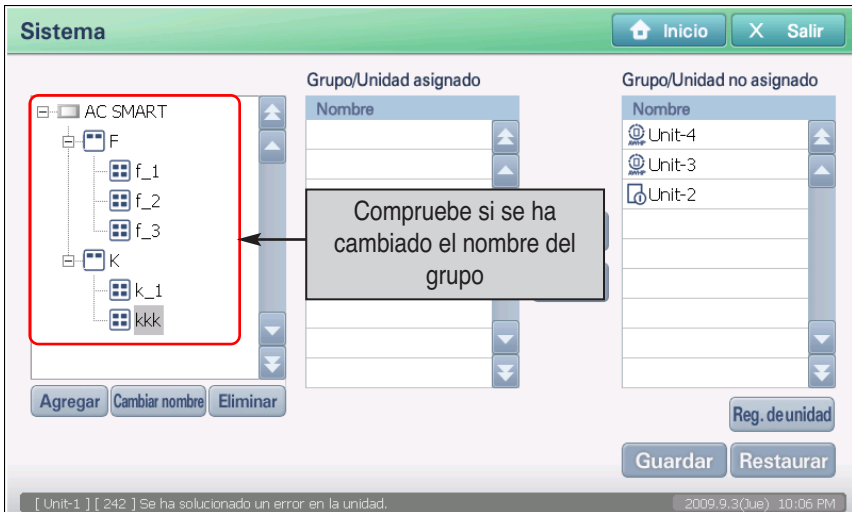 Sistema
Inicio
X Salir
Grupo/Unidad asignado
Grupo/Unidad no asignado
AC SMART
F
f_1
f_2
f_3
K
k_1
kkk
Nombre
Nombre
Unit-4
Unit-3
Unit-2
Compruebe si se ha
cambiado el nombre del
grupo
Agregar
Cambiar nombre
Eliminar
Reg. de unidad
Guardar
Restaurar
[ Unit-1 ] [ 242 ] Se ha solucionado un error en la unidad.
2009.9.3(Jue) 10:06 PM